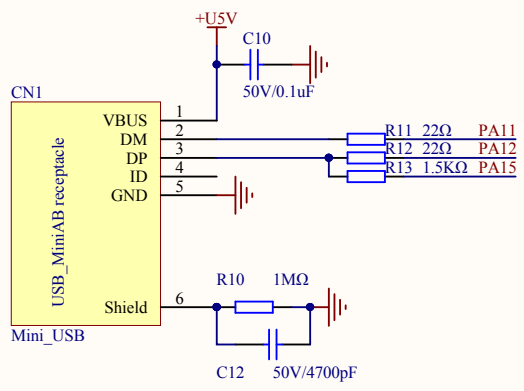 +U5V
C10
50V/0.1uF
CN1
VBUS 1
DM 2
DP 3
ID 4
GND 5
USB_MiniAB receptacle
Shield 6
Mini_USB
R11 22Ω PA11
R12 22Ω PA12
R13 1.5KΩ PA15
R10 1MΩ
C12 50V/4700pF